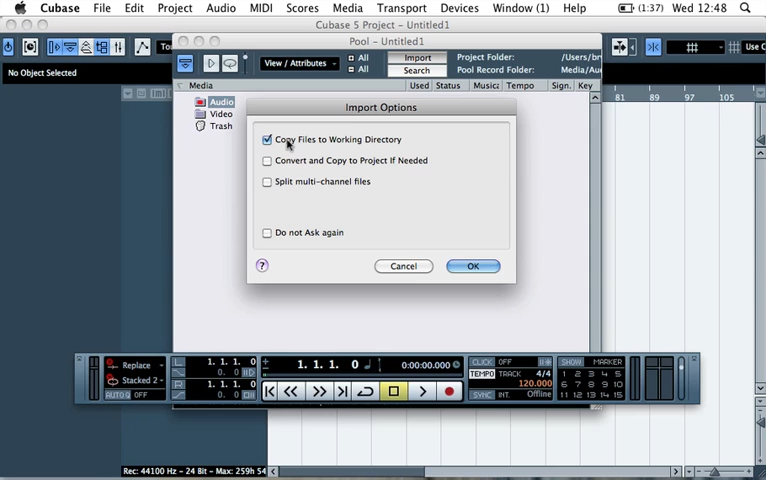 Cubase File Edit Project Audio MIDI Scores Media Transport Devices Window (1) Help (1:37) Wed 12:48
Cubase 5 Project - Untitled1
Pool - Untitled1
No Object Selected
View / Attributes
All
All
Import
Search
Project Folder:
Pool Record Folder:
Media Used Status Musica Tempo Sign. Key
Audio
Video
Trash
81 89 97 105
Import Options
Copy Files to Working Directory
Convert and Copy to Project If Needed
Split multi-channel files
Do not Ask again
?
Cancel
OK
Replace
Stacked 2
AUTO Q OFF
L 1. 1. 1. 0
0. 0
R 1. 1. 1. 0
0. 0
1. 1. 1. 0
0:00:00.000
CLICK OFF
TEMPO TRACK 4/4
120.000
SYNC INT. Offline
SHOW MARKER
1 2 3 4 5
6 7 8 9 10
11 12 13 14 15
Rec: 44100 Hz - 24 Bit - Max: 259h 54